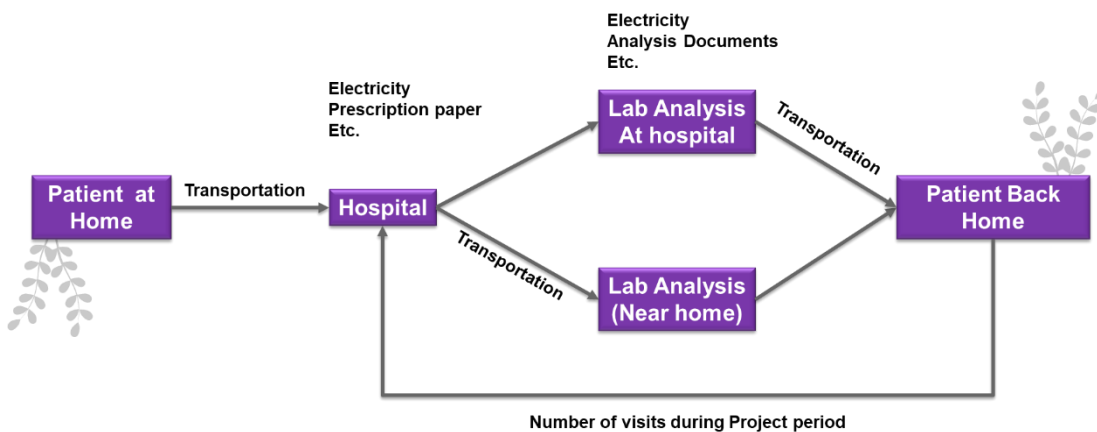 Electricity
Analysis Documents
Etc.
Electricity
Prescription paper
Etc.
Lab Analysis
At hospital
Transportation
Patient at
Home
Transportation
Hospital
Patient Back
Home
Transportation
Lab Analysis
(Near home)
Number of visits during Project period